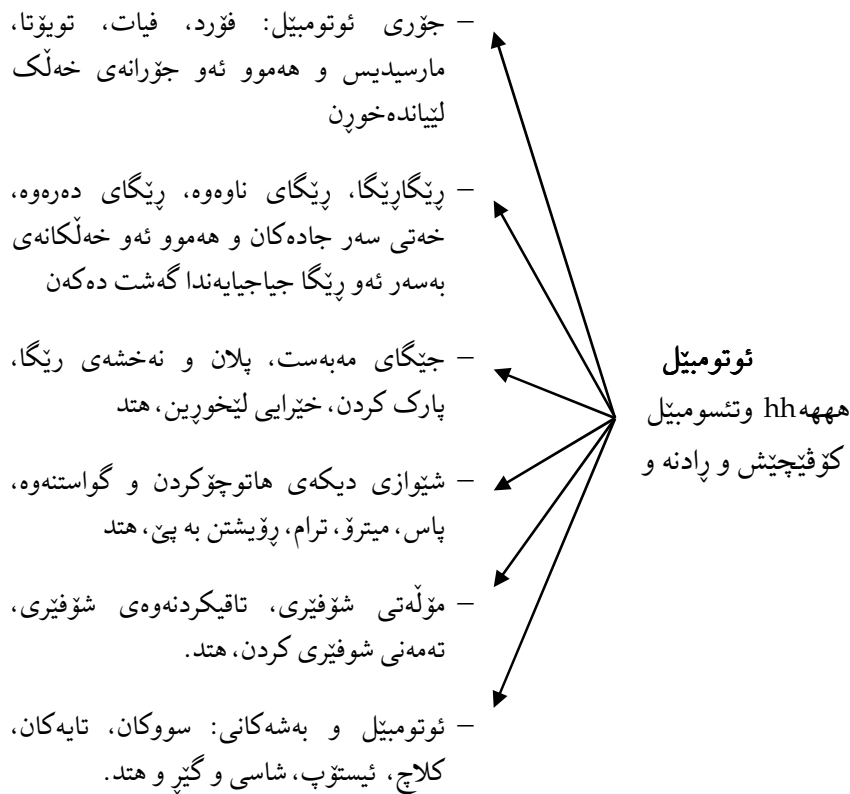 – جۆری ئوتومبێل: فۆرد، فیات، تویۆتا،
مارسیدیس و هەموو ئەو جۆرانەی خەڵک
لێیاندەخوڕن
– ڕێگاڕێگا، ڕێگای ناوەوە، ڕێگای دەرەوە،
خەتی سەر جادەکان و هەموو ئەو خەڵکانەی
بەسەر ئەو ڕێگا جیاجیایەندا گەشت دەکەن
– جێگای مەبەست، پلان و نەخشەی ڕێگا،
پارک کردن، خێرایی لێخوڕین، هتد
– شێوازی دیکەی هاتوچۆکردن و گواستنەوە،
پاس، میترۆ، ترام، ڕۆیشتن بە پێ، هتد
– مۆڵەتی شۆفێری، تاقیکردنەوەی شۆفێری،
تەمەنی شوفێری کردن، هتد.
– ئوتومبێل و بەشەکانی: سووکان، تایەکان،
کلاچ، ئیستۆپ، شاسی و گێڕ و هتد.
ئوتومبێل
هههەhh وتئسومبێل
کۆڤێچێش و ڕادنە و